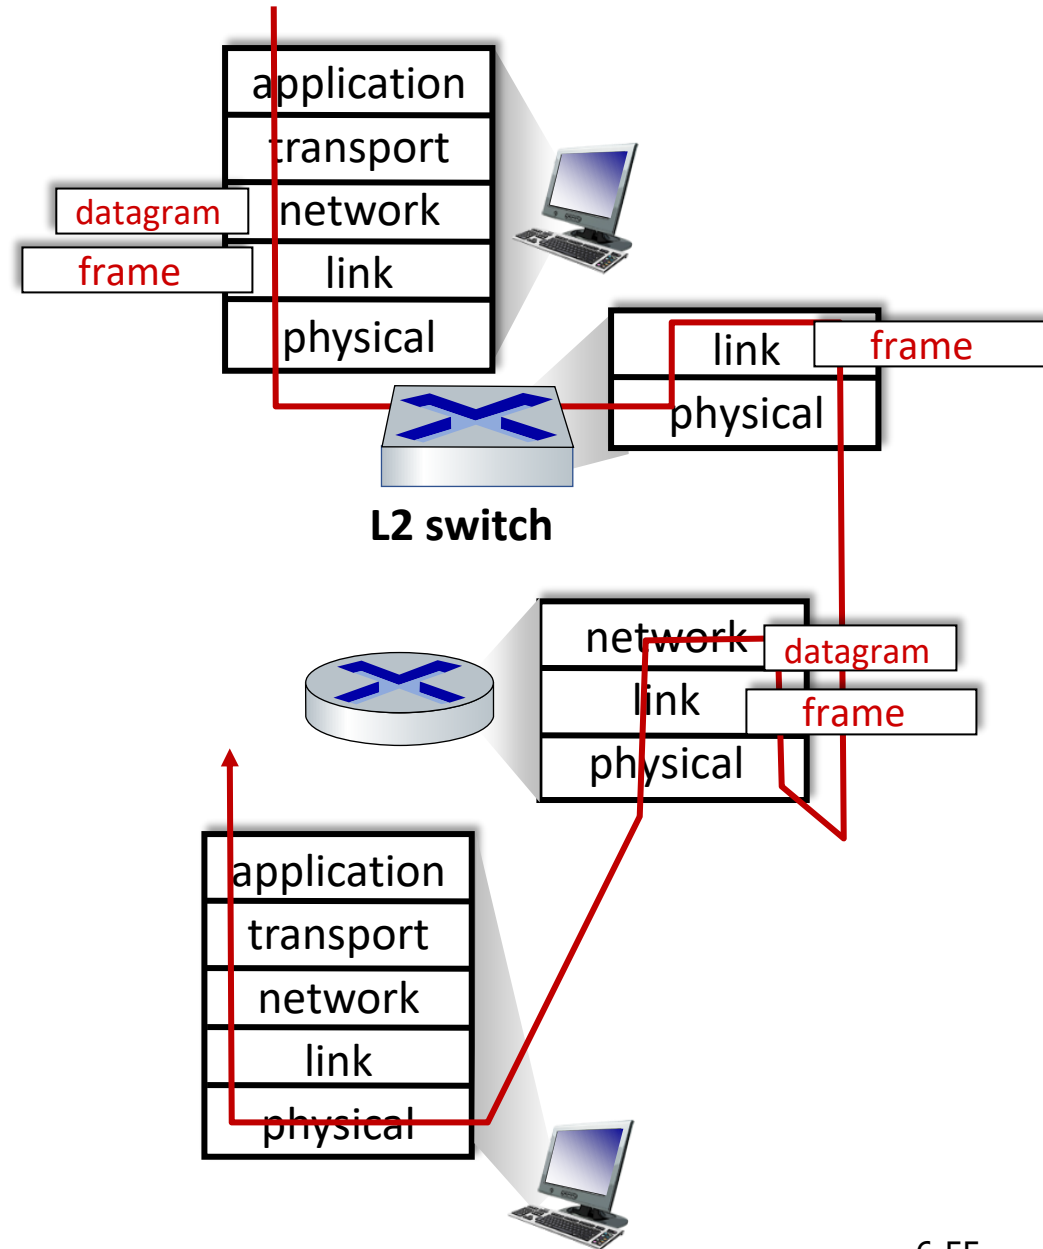 application
transport
datagram
network
frame
link
physical
link
frame
physical
L2 switch
network
datagram
link
frame
physical
application
transport
network
link
physical